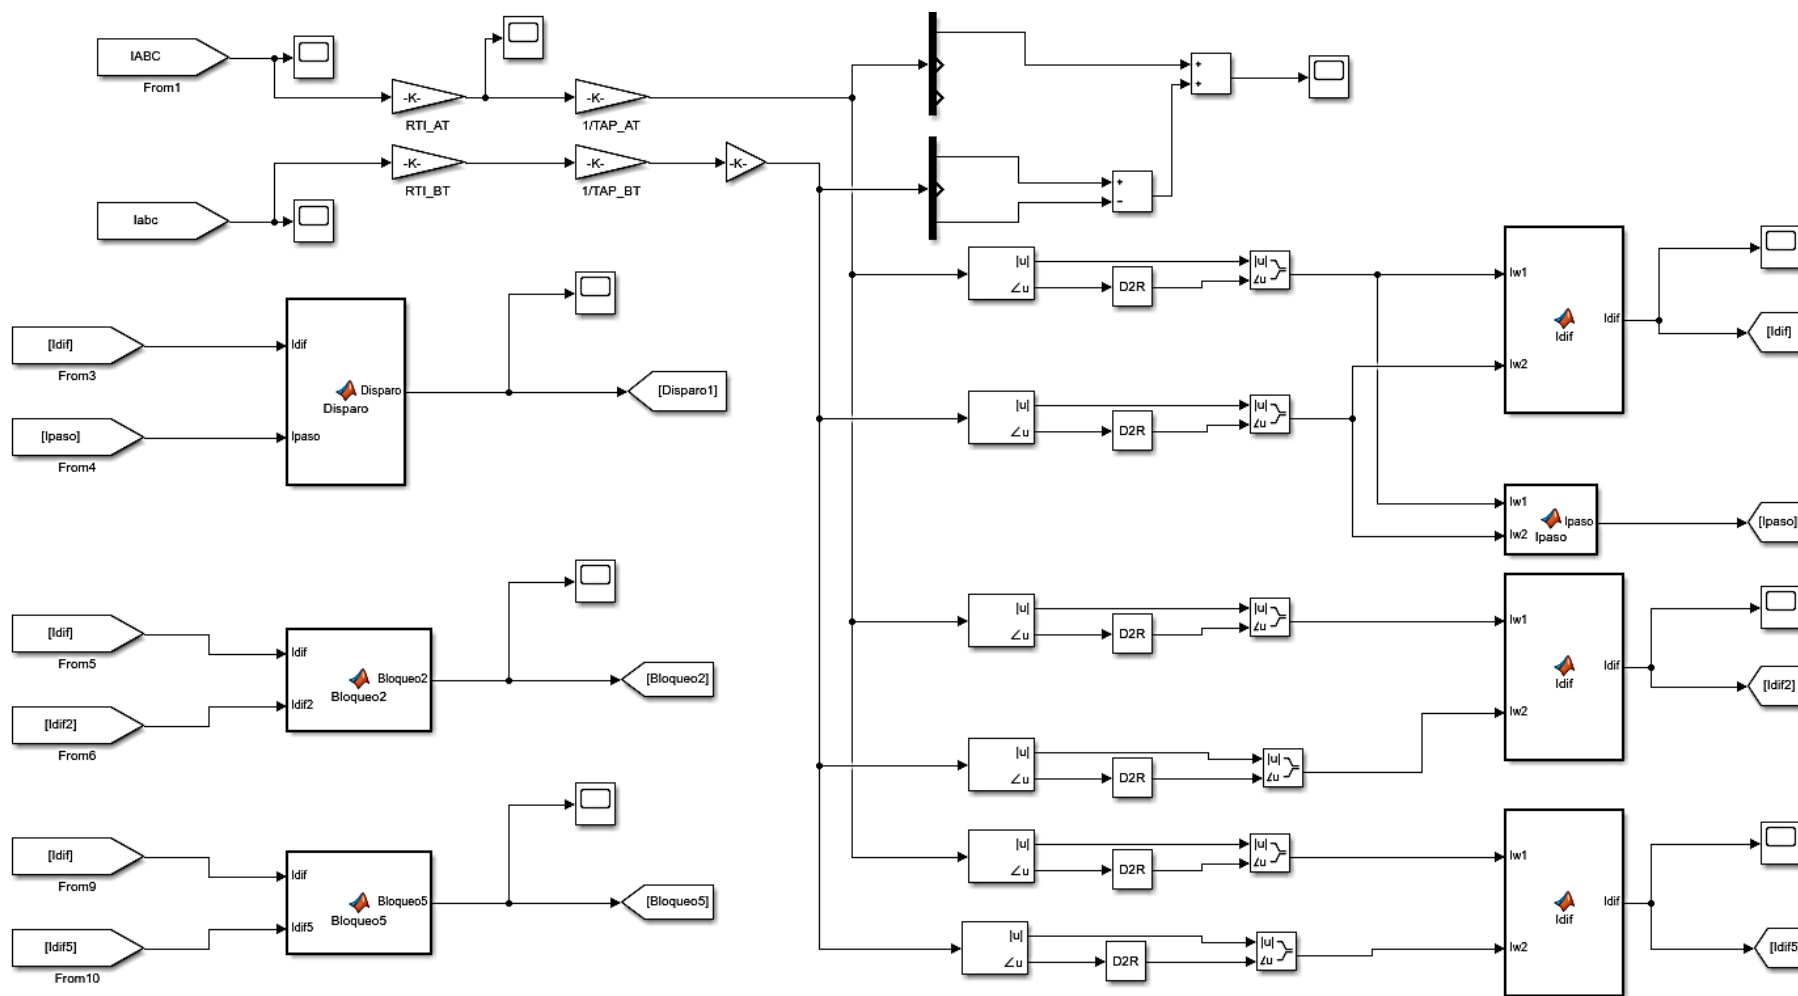 IABC
From1
-K-
RTI_AT
-K-
1/TAP_AT
-K-
RTI_BT
-K-
1/TAP_BT
-K-
Iabc
+
+
+
−
[Idif]
From3
[Ipaso]
From4
Idif
Ipaso
Disparo
Disparo
[Disparo1]
[Idif]
From5
[Idif2]
From6
Idif
Idif2
Bloqueo2
Bloqueo2
[Bloqueo2]
[Idif]
From9
[Idif5]
From10
Idif
Idif5
Bloqueo5
Bloqueo5
[Bloqueo5]
|u|
∠u
D2R
|u|
∠u
|u|
∠u
D2R
|u|
∠u
Iw1
Iw2
Idif
Idif
[Idif]
Iw1
Iw2
Ipaso
Ipaso
[Ipaso]
|u|
∠u
D2R
|u|
∠u
|u|
∠u
D2R
|u|
∠u
Iw1
Iw2
Idif
Idif
[Idif2]
|u|
∠u
D2R
|u|
∠u
|u|
∠u
D2R
|u|
∠u
Iw1
Iw2
Idif
Idif
[Idif5